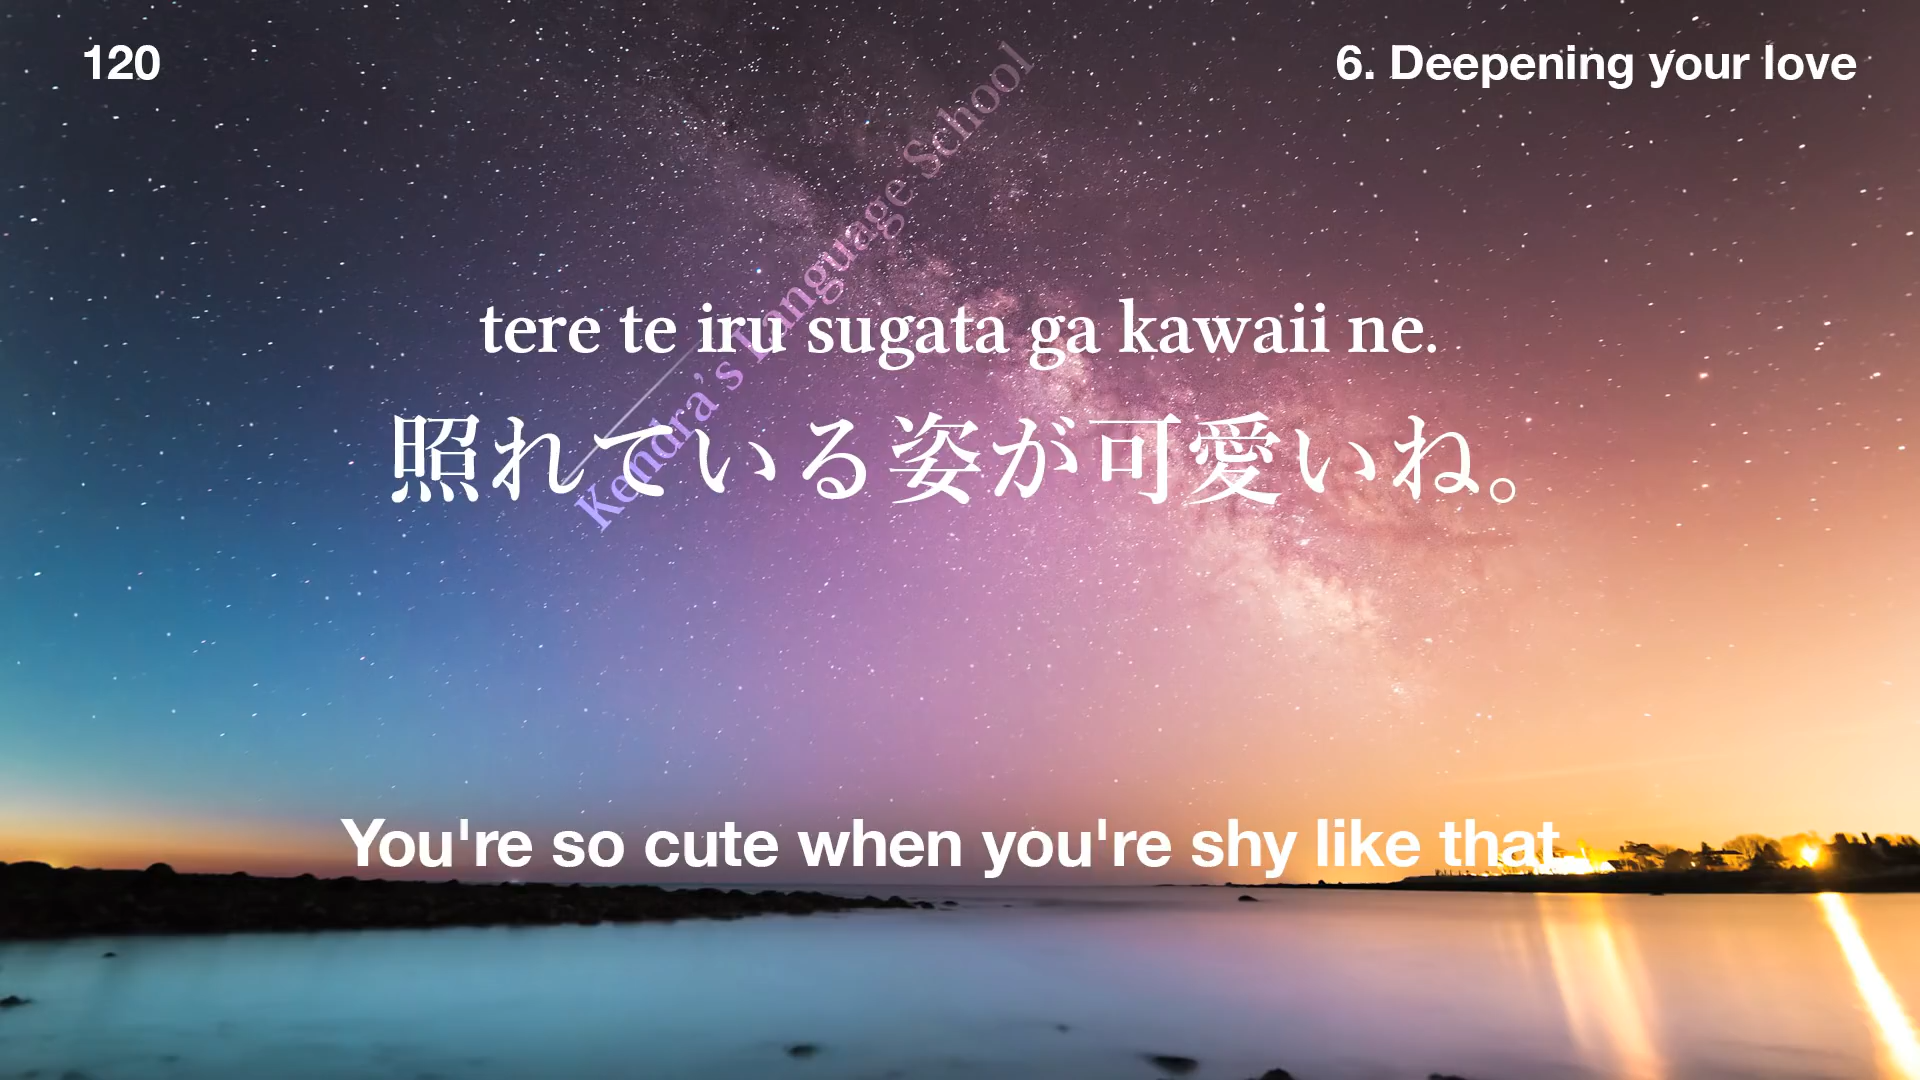 120
6. Deepening your love
Kendra's Language School
tere te iru sugata ga kawaii ne.
照れている姿が可愛いね。
You're so cute when you're shy like that.